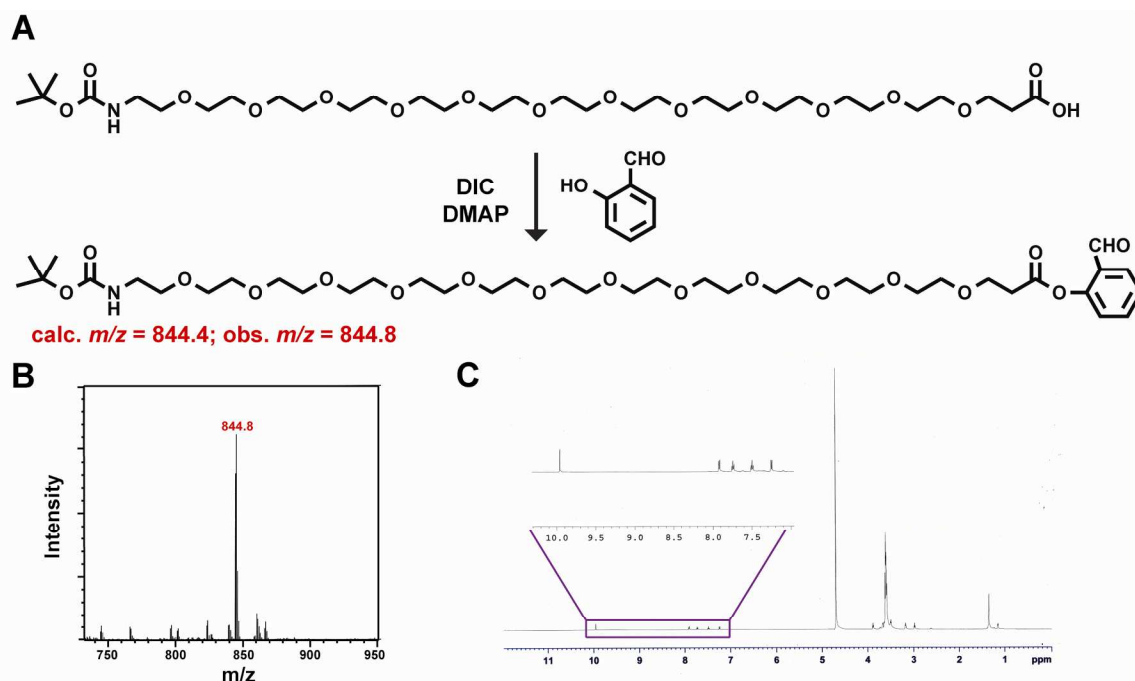 A
O
O
N
H
O
O
O
O
O
O
O
O
O
O
O
O
O
OH
DIC
DMAP
CHO
HO
O
O
N
H
O
O
O
O
O
O
O
O
O
O
O
O
O
O
CHO
calc. m/z = 844.4; obs. m/z = 844.8
B
844.8
Intensity
750 800 850 900 950
m/z
C
10.0 9.5 9.0 8.5 8.0 7.5
11 10 9 8 7 6 5 4 3 2 1 ppm